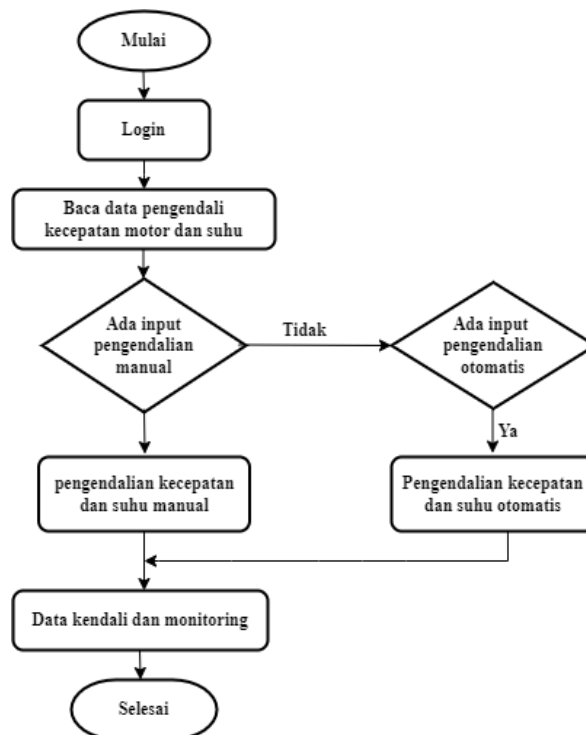 Mulai
Login
Baca data pengendali
kecepatan motor dan suhu
Ada input
pengendalian
manual
Tidak
Ada input
pengendalian
otomatis
Ya
pengendalian kecepatan
dan suhu manual
Pengendalian kecepatan
dan suhu otomatis
Data kendali dan monitoring
Selesai